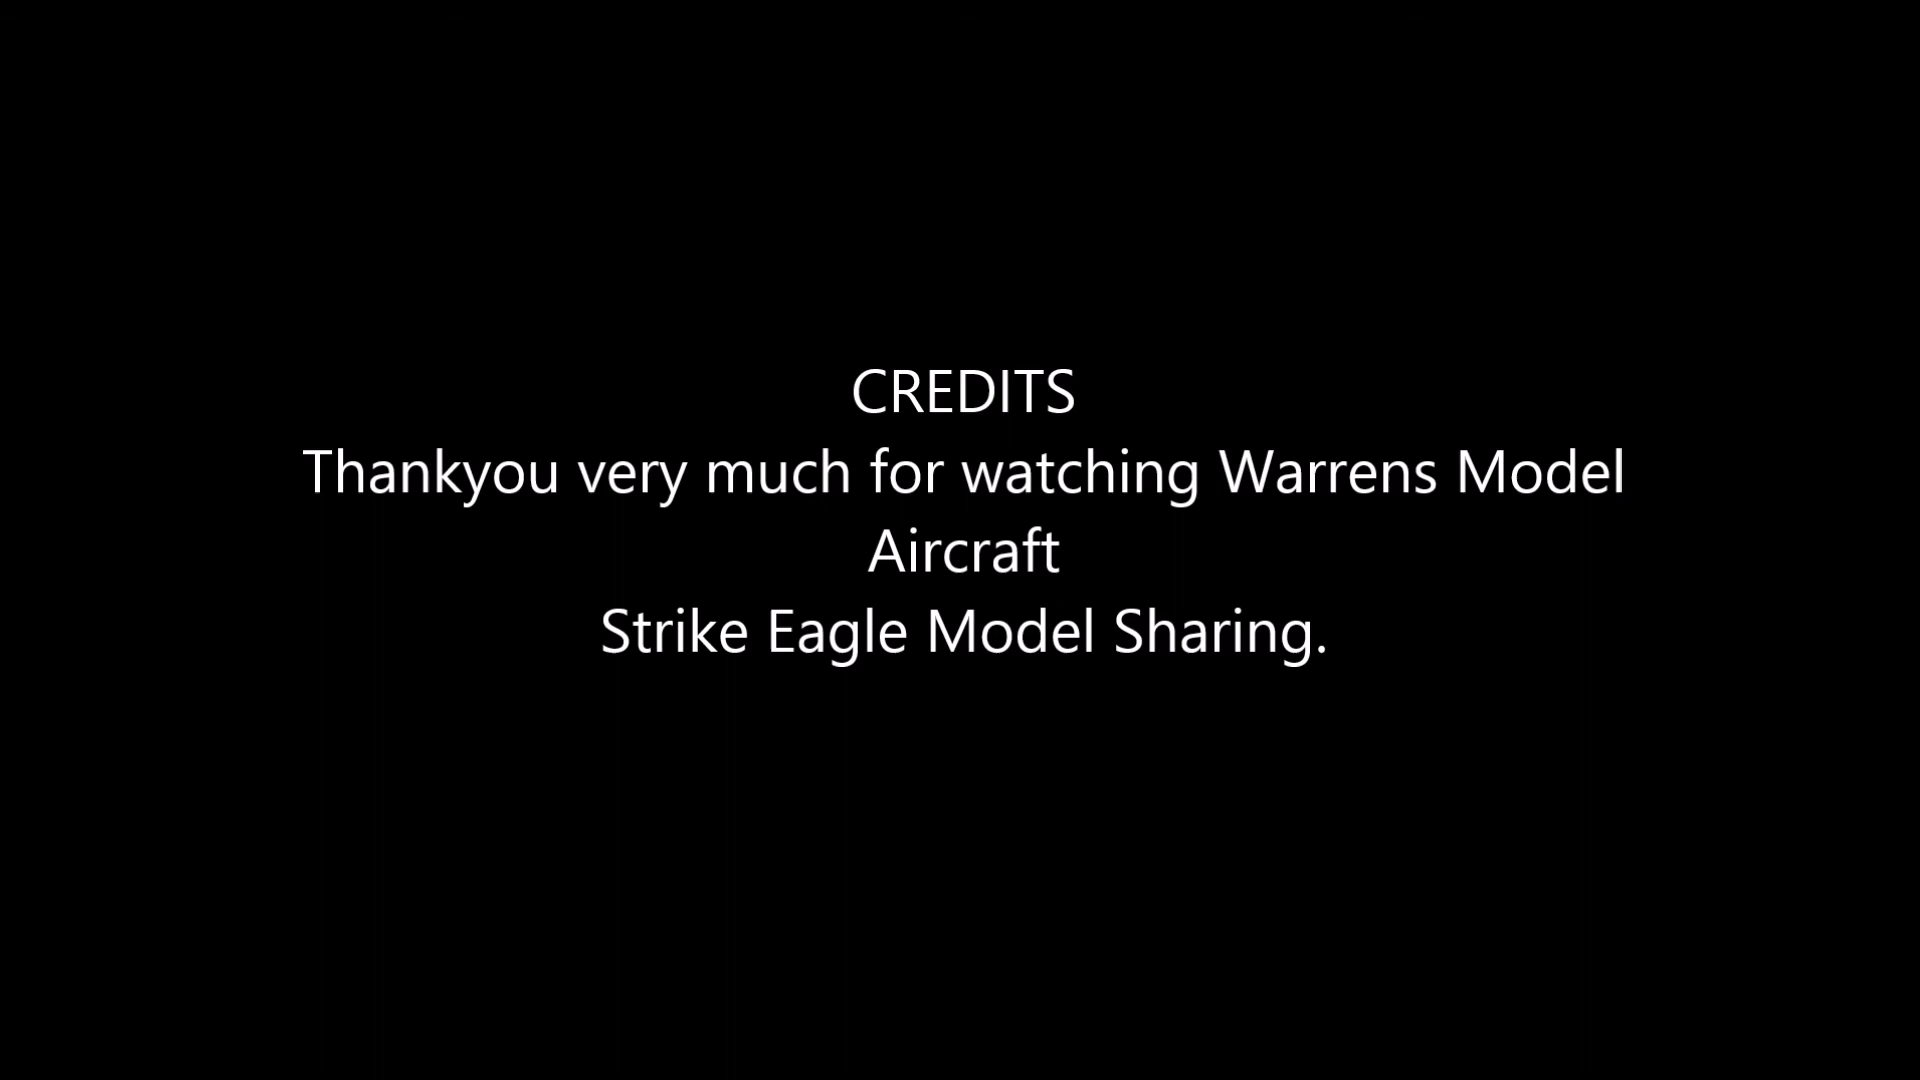 CREDITS
Thankyou very much for watching Warrens Model
Aircraft
Strike Eagle Model Sharing.